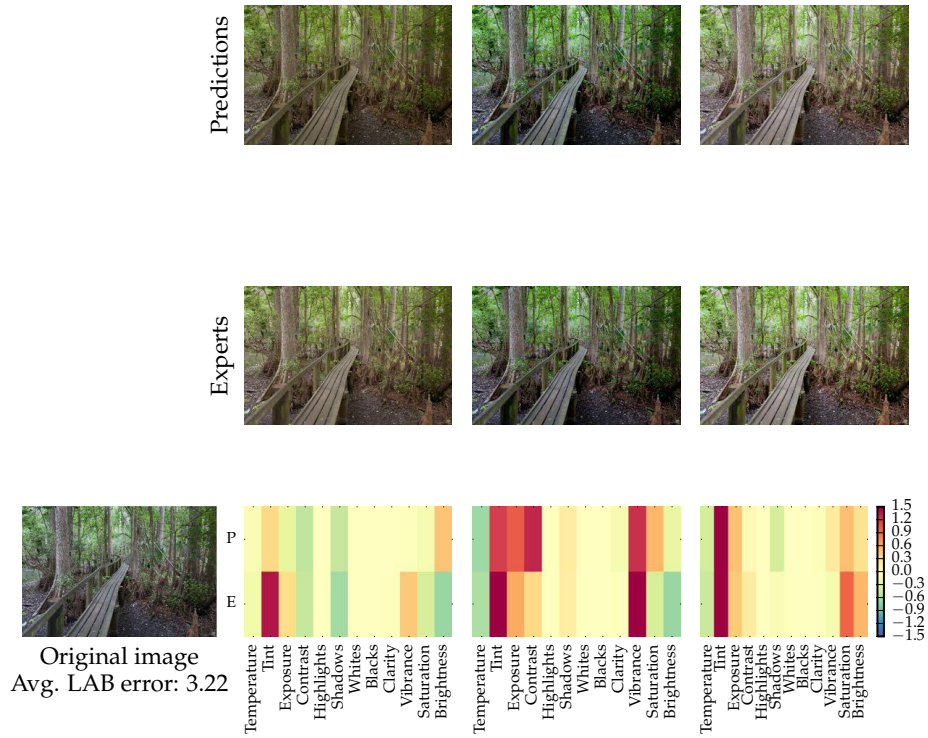 Predictions
Experts
P
E
1.5
1.2
0.9
0.6
0.3
0.0
−0.3
−0.6
−0.9
−1.2
−1.5
Original image
Avg. LAB error: 3.22
Temperature
Tint
Exposure
Contrast
Highlights
Shadows
Whites
Blacks
Clarity
Vibrance
Saturation
Brightness
Temperature
Tint
Exposure
Contrast
Highlights
Shadows
Whites
Blacks
Clarity
Vibrance
Saturation
Brightness
Temperature
Tint
Exposure
Contrast
Highlights
Shadows
Whites
Blacks
Clarity
Vibrance
Saturation
Brightness